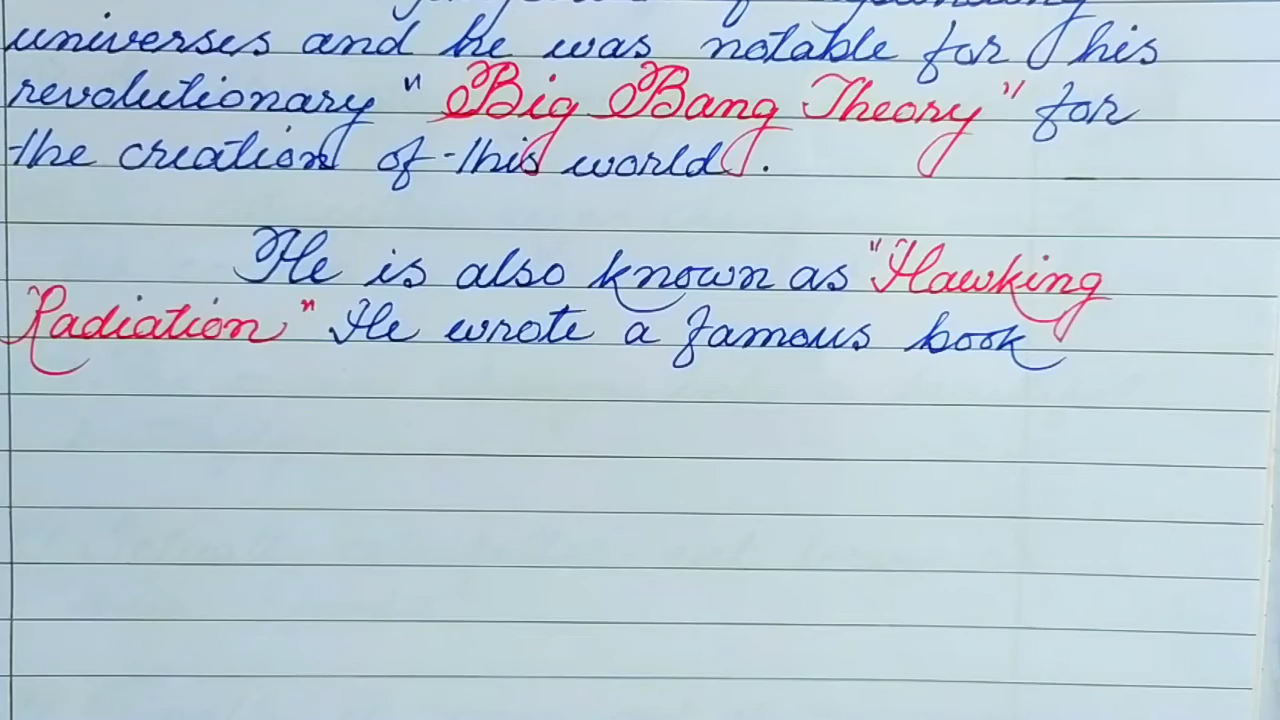 universes and he was notable for his
revolutionary "Big Bang Theory" for
the creation of this world.
He is also known as "Hawking
Radiation" He wrote a famous book